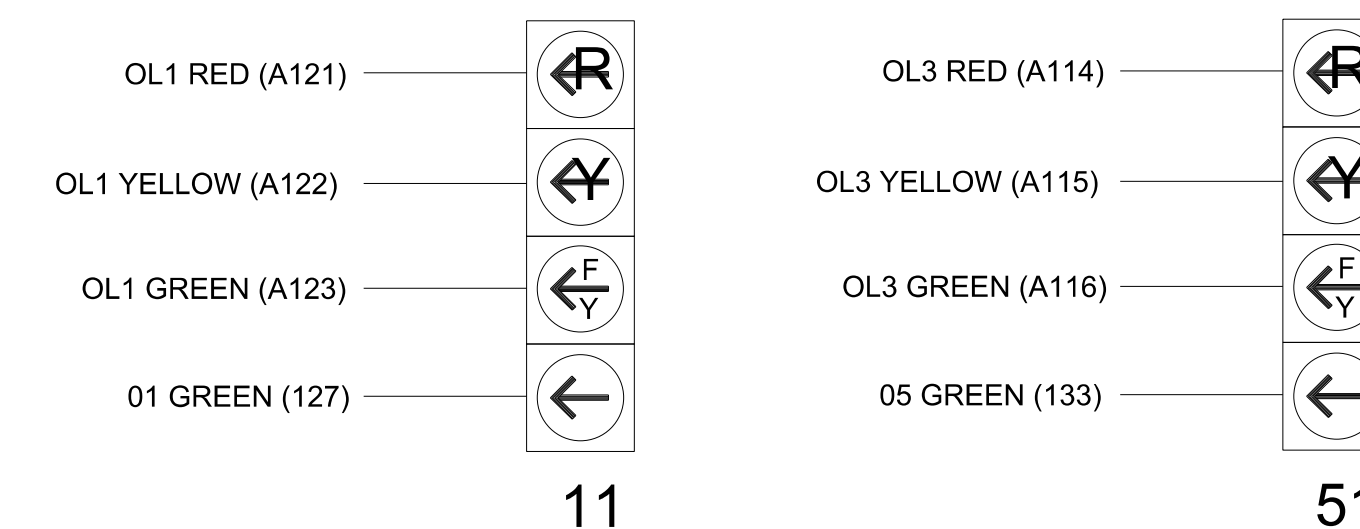 OL1 RED (A121)
R
OL1 YELLOW (A122)
Y
OL1 GREEN (A123)
F
Y
01 GREEN (127)
11
OL3 RED (A114)
R
OL3 YELLOW (A115)
Y
OL3 GREEN (A116)
F
Y
05 GREEN (133)
51